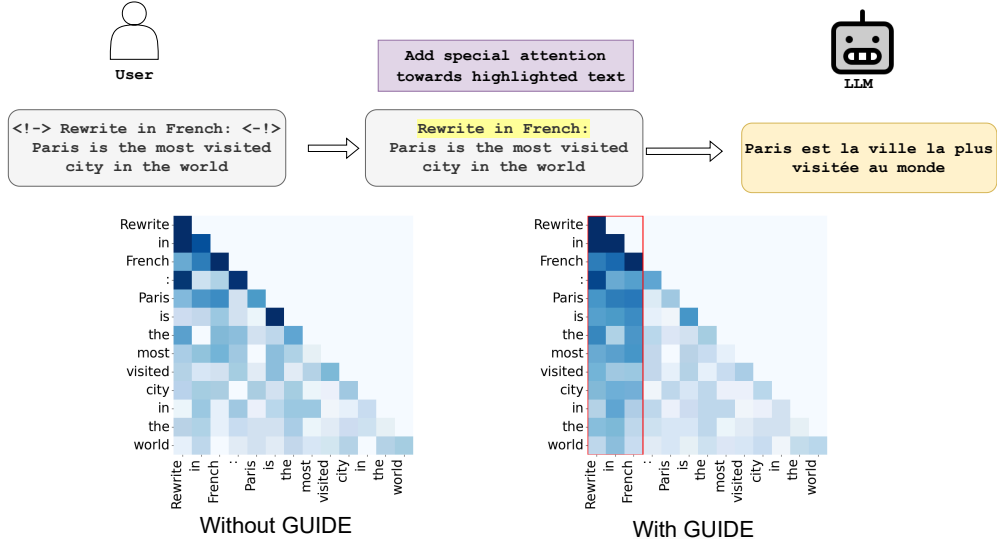 User
Add special attention
towards highlighted text
LLM
<!-> Rewrite in French: <-!>
Paris is the most visited
city in the world
Rewrite in French:
Paris is the most visited
city in the world
Paris est la ville la plus
visitée au monde
Rewrite
in
French
:
Paris
is
the
most
visited
city
in
the
world
Rewrite
in
French
:
Paris
is
the
most
visited
city
in
the
world
Without GUIDE
Rewrite
in
French
:
Paris
is
the
most
visited
city
in
the
world
Rewrite
in
French
:
Paris
is
the
most
visited
city
in
the
world
With GUIDE